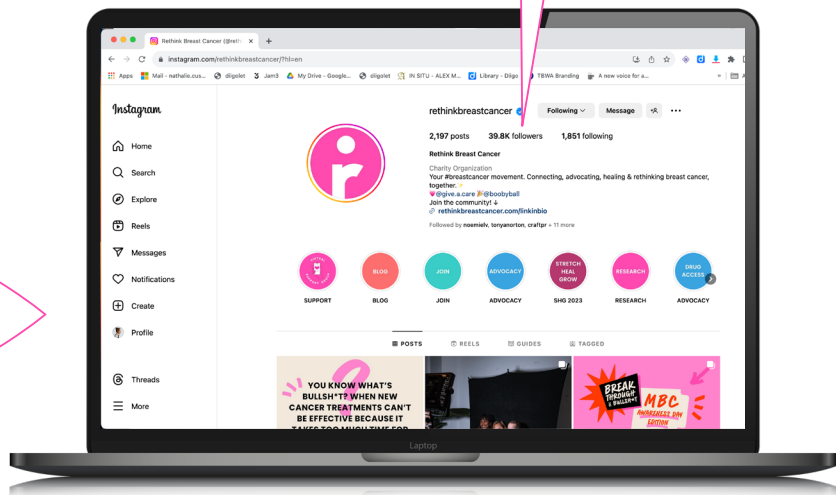 Rethink Breast Cancer (@reth
instagram.com/rethinkbreastcancer/?hl=en
Apps Mail - nathalie.cus... diigolet Jam3 My Drive - Google... diigolet IN SITU - ALEX M... Library - Diigo TBWA Branding A new voice for a... »
Instagram
Home
Search
Explore
Reels
Messages
Notifications
Create
Profile
Threads
More
rethinkbreastcancer Following Message
2,197 posts 39.8K followers 1,851 following
Rethink Breast Cancer
Charity Organization
Your #breastcancer movement. Connecting, advocating, healing & rethinking breast cancer,
together.
@give.a.care @boobyball
Join the community! ↓
rethinkbreastcancer.com/linkinbio
Followed by noemielv, tonyanorton, craftpr + 11 more
BLOG JOIN ADVOCACY STRETCH HEAL GROW RESEARCH DRUG ACCESS
SUPPORT BLOG JOIN ADVOCACY SHG 2023 RESEARCH ADVOCACY
POSTS REELS GUIDES TAGGED
YOU KNOW WHAT'S
BULLSH*T? WHEN NEW
CANCER TREATMENTS CAN'T
BE EFFECTIVE BECAUSE IT
TAKES TOO MUCH TIME FOR
BREAK
THROUGH
MBC
AWARENESS DAY
EDITION
Laptop